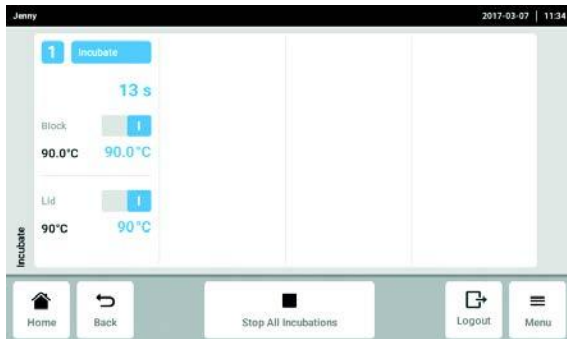 Jenny 2017-03-07 | 11:34
1 Incubate
13 s
Block I
90.0°C 90.0°C
Lid I
90°C 90°C
Incubate
Home Back Stop All Incubations Logout Menu